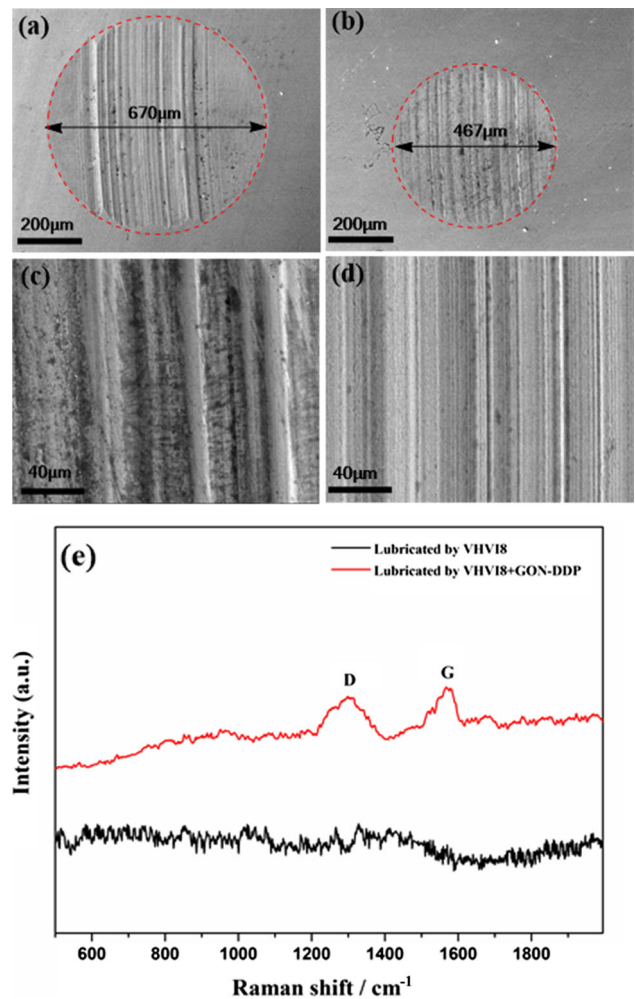 (a)
670μm
200μm
(b)
467μm
200μm
(c)
40μm
(d)
40μm
(e)
Lubricated by VHVI8
Lubricated by VHVI8+GON-DDP
D
G
Intensity (a.u.)
600 800 1000 1200 1400 1600 1800
Raman shift / cm⁻¹